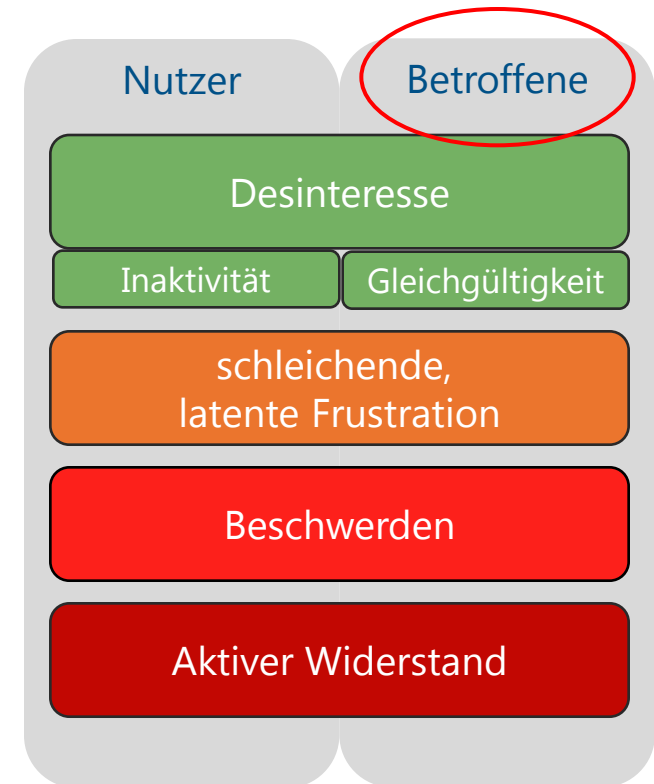 Nutzer
Betroffene
Desinteresse
Inaktivität
Gleichgültigkeit
schleichende,
latente Frustration
Beschwerden
Aktiver Widerstand